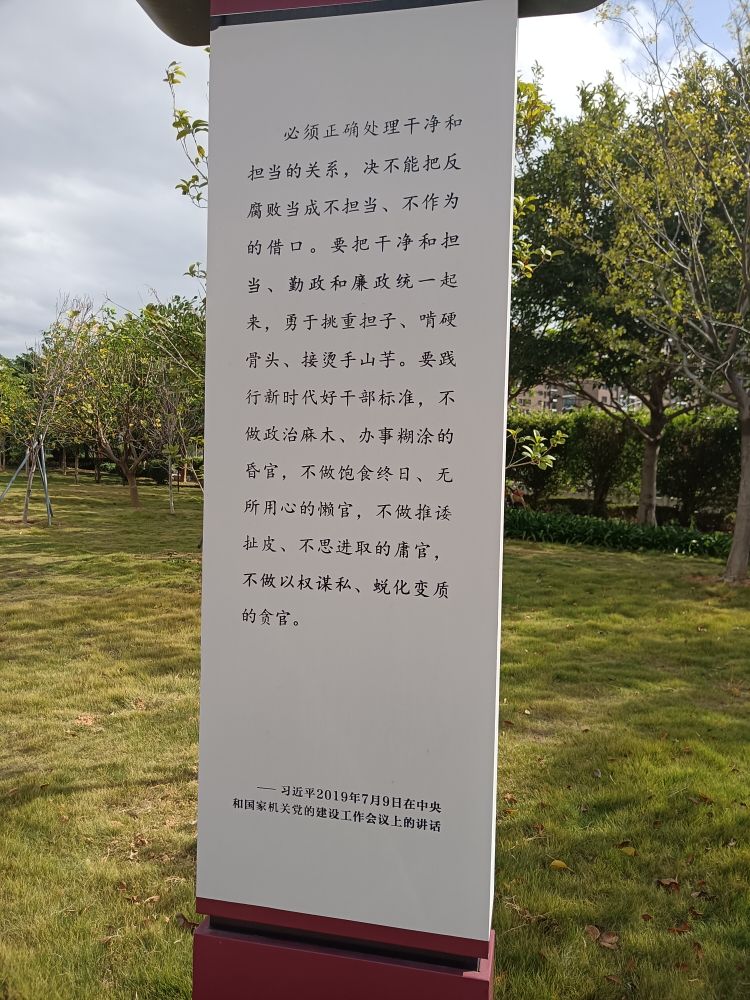 必须正确处理干净和
担当的关系，决不能把反
腐败当成不担当、不作为
的借口。要把干净和担
当、勤政和廉政统一起
来，勇于挑重担子、啃硬
骨头、接烫手山芋。要践
行新时代好干部标准，不
做政治麻木、办事糊涂的
昏官，不做饱食终日、无
所用心的懒官，不做推诿
扯皮、不思进取的庸官，
不做以权谋私、蜕化变质
的贪官。
—— 习近平2019年7月9日在中央
和国家机关党的建设工作会议上的讲话